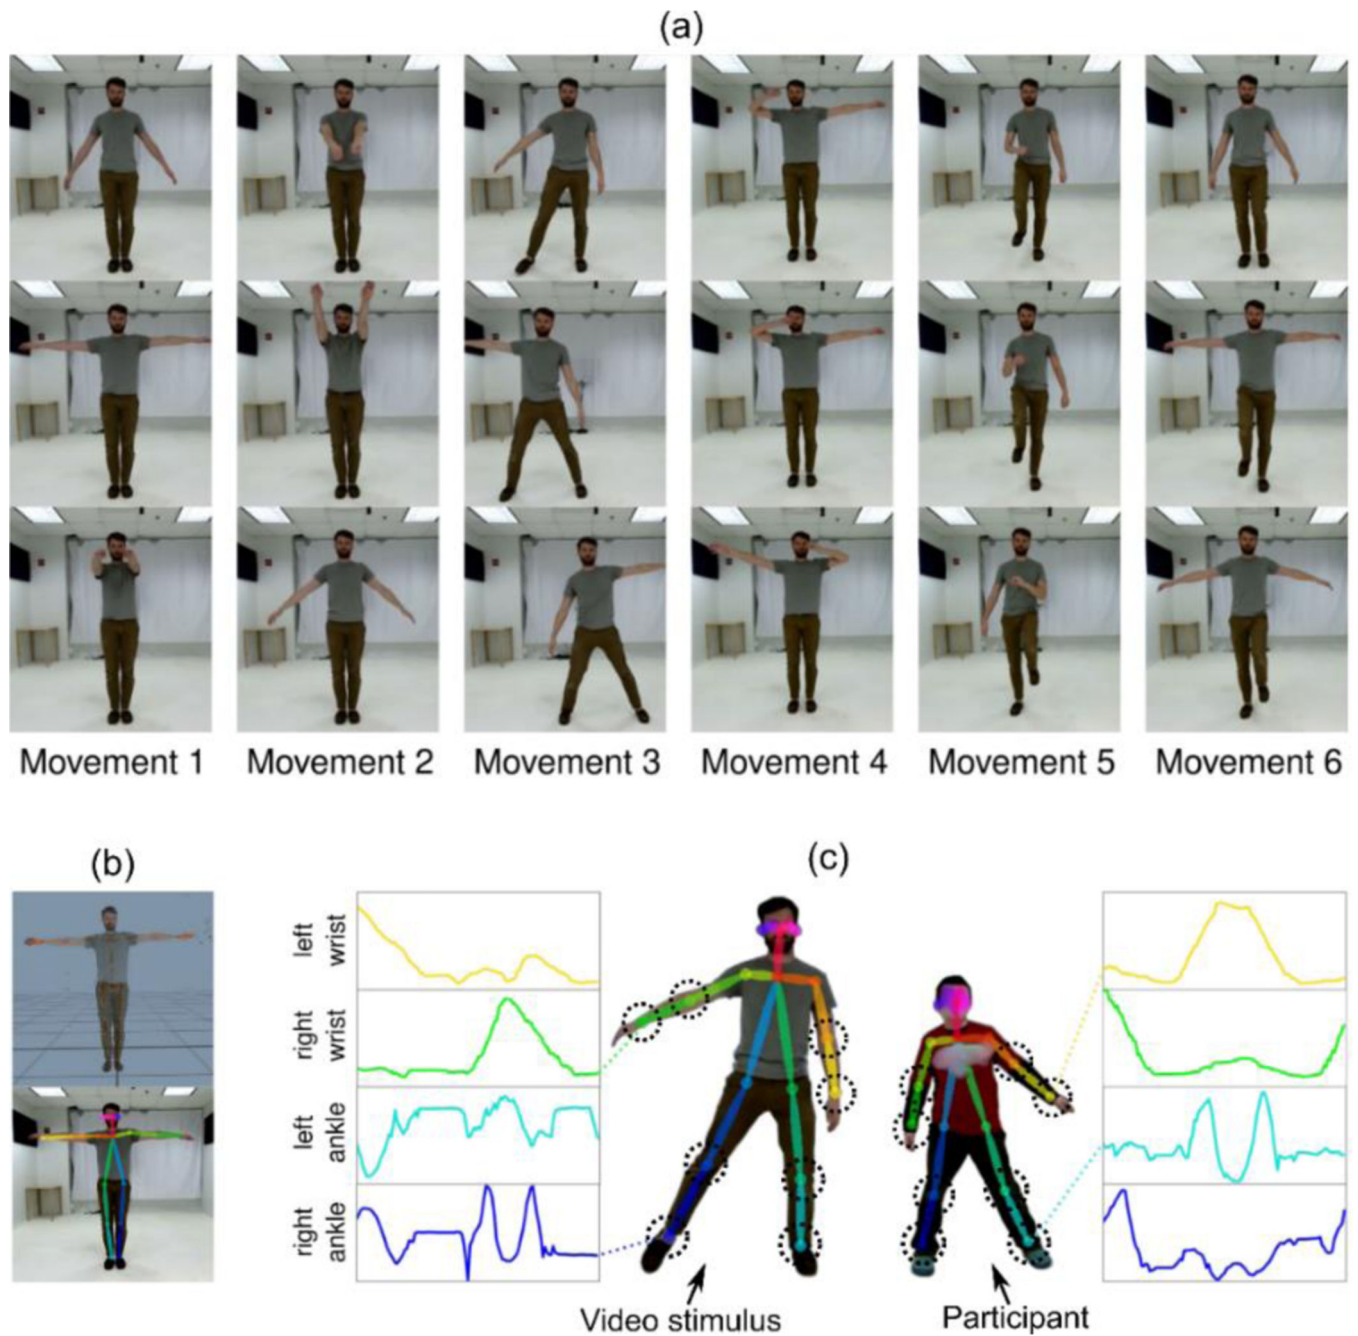 (a)
Movement 1
Movement 2
Movement 3
Movement 4
Movement 5
Movement 6
(b)
(c)
left
wrist
right
wrist
left
ankle
right
ankle
Video stimulus
Participant